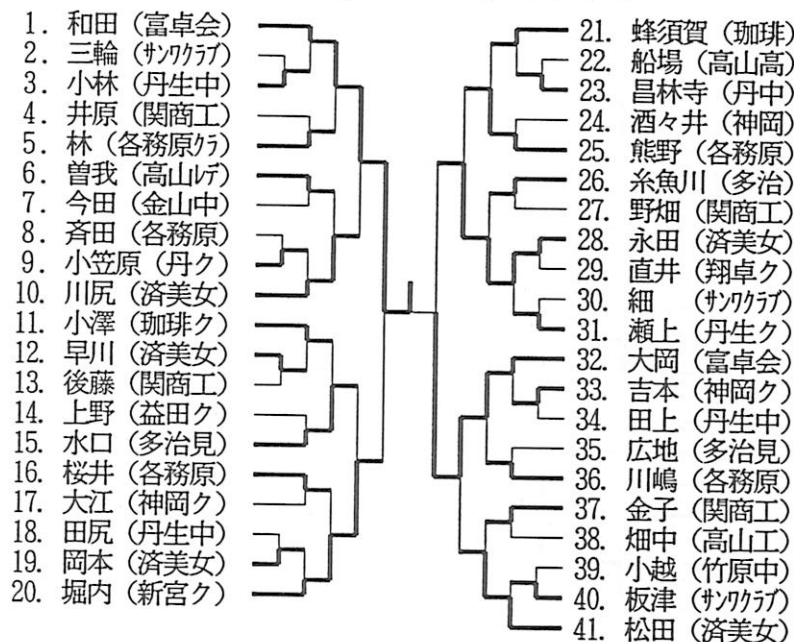 1. 和田 (富卓会)
2. 三輪 (ｻﾝﾜｸﾗﾌﾞ)
3. 小林 (丹生中)
4. 井原 (関商工)
5. 林 (各務原ｸﾗ)
6. 曽我 (高山ﾚﾃﾞ)
7. 今田 (金山中)
8. 斉田 (各務原)
9. 小笠原 (丹ク)
10. 川尻 (済美女)
11. 小澤 (珈琲ク)
12. 早川 (済美女)
13. 後藤 (関商工)
14. 上野 (益田ク)
15. 水口 (多治見)
16. 桜井 (各務原)
17. 大江 (神岡ク)
18. 田尻 (丹生中)
19. 岡本 (済美女)
20. 堀内 (新宮ク)
21. 蜂須賀 (珈琲)
22. 船場 (高山高)
23. 昌林寺 (丹中)
24. 酒々井 (神岡)
25. 熊野 (各務原)
26. 糸魚川 (多治)
27. 野畑 (関商工)
28. 永田 (済美女)
29. 直井 (翔卓ク)
30. 細 (ｻﾝﾜｸﾗﾌﾞ)
31. 瀬上 (丹生ク)
32. 大岡 (富卓会)
33. 吉本 (神岡ク)
34. 田上 (丹生中)
35. 広地 (多治見)
36. 川嶋 (各務原)
37. 金子 (関商工)
38. 畑中 (高山工)
39. 小越 (竹原中)
40. 板津 (ｻﾝﾜｸﾗﾌﾞ)
41. 松田 (済美女)